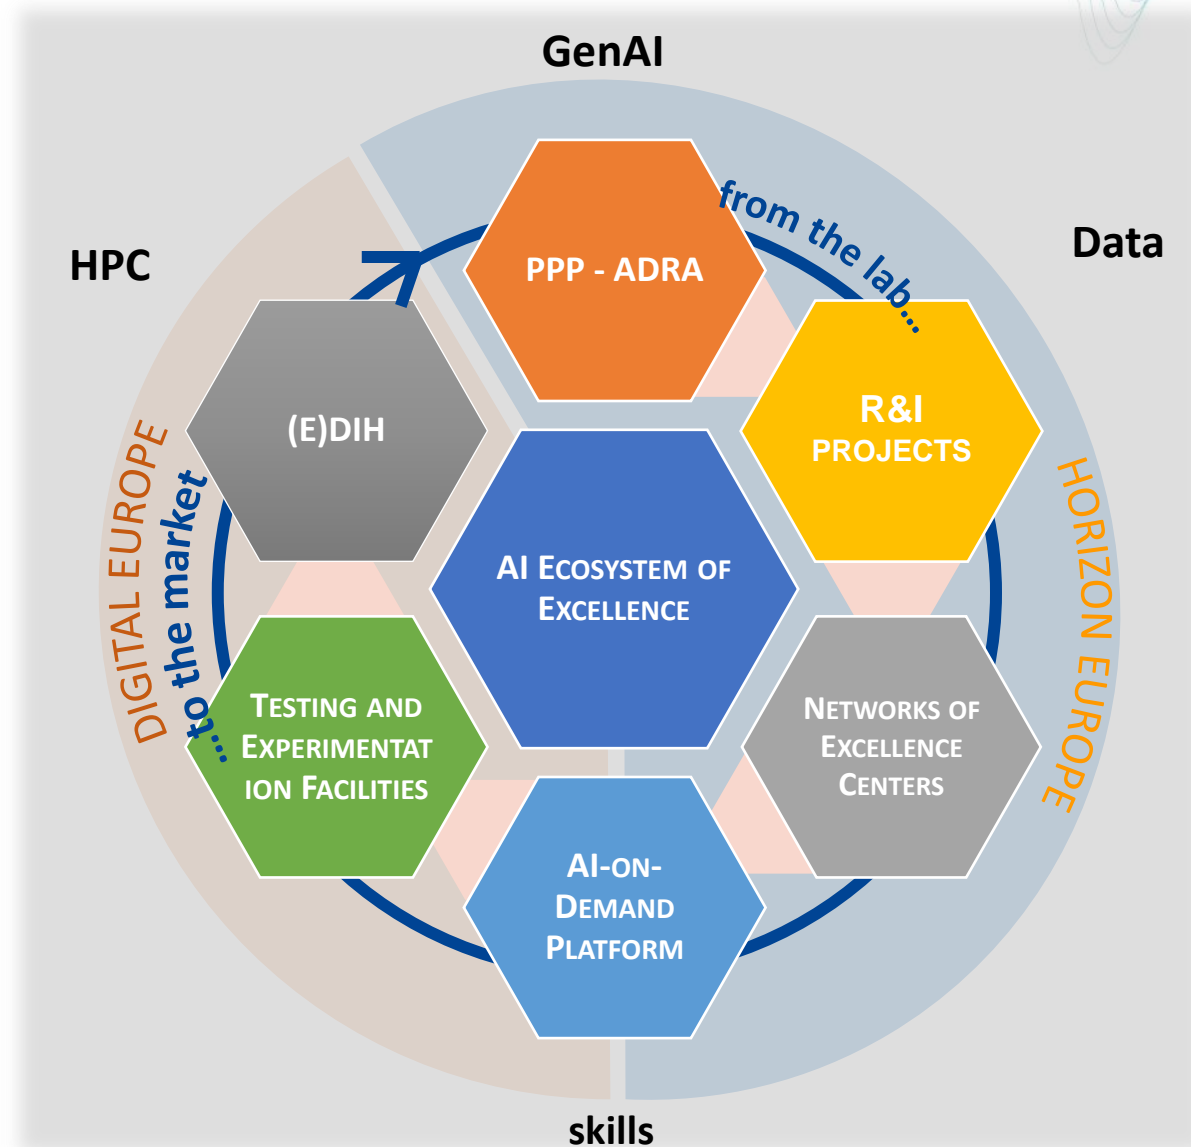 GenAI
HPC
Data
PPP - ADRA
from the lab...
R&I
PROJECTS
(E)DIH
AI ECOSYSTEM OF
EXCELLENCE
DIGITAL EUROPE
HORIZON EUROPE
NETWORKS OF
EXCELLENCE
CENTERS
AI-ON-
DEMAND
PLATFORM
TESTING AND
EXPERIMENTAT
ION FACILITIES
....to the market
skills